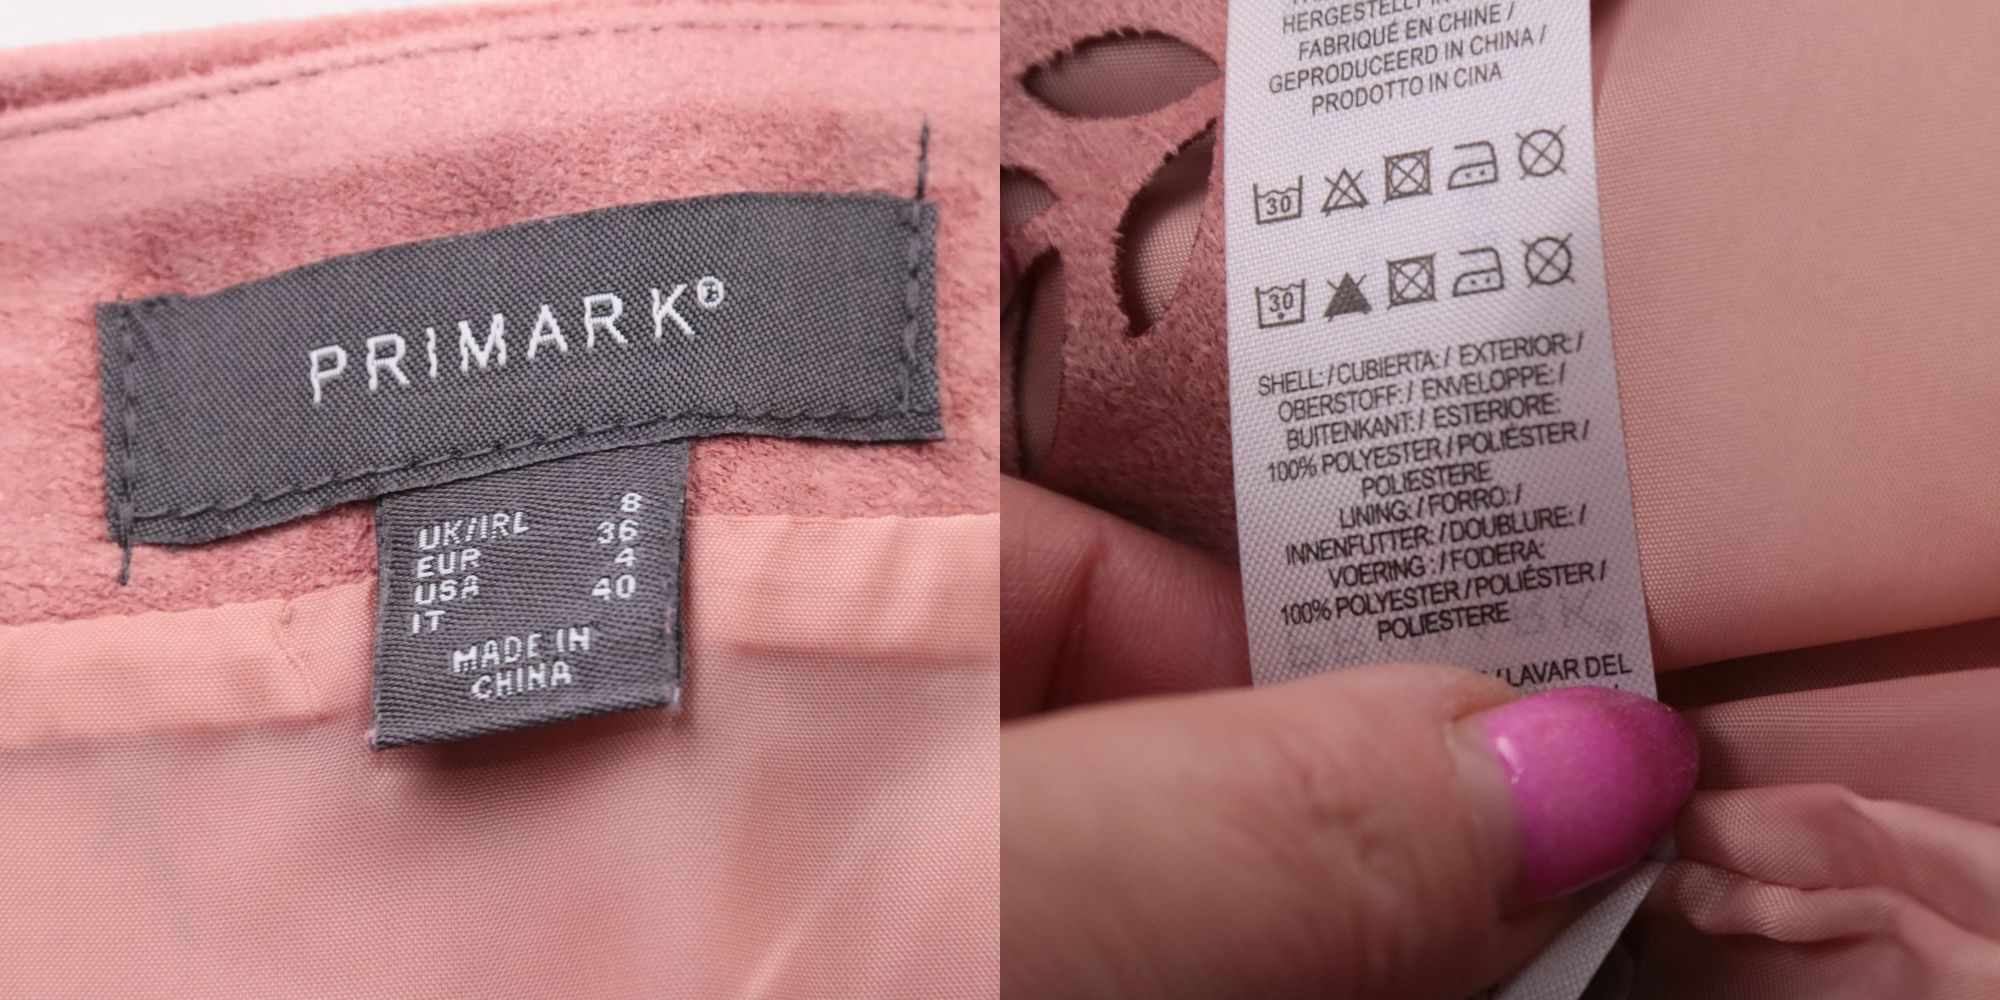 PRIMARK®
UK/IRL 8
EUR 36
USA 4
IT 40
MADE IN
CHINA
HERGESTELLT IN
FABRIQUÉ EN CHINE /
GEPRODUCEERD IN CHINA /
PRODOTTO IN CINA
30
30
SHELL: / CUBIERTA: / EXTERIOR: /
OBERSTOFF: / ENVELOPPE: /
BUITENKANT: / ESTERIORE:
100% POLYESTER / POLIÉSTER /
POLIESTERE
LINING: / FORRO: /
INNENFUTTER: / DOUBLURE: /
VOERING : / FODERA:
100% POLYESTER / POLIÉSTER /
POLIESTERE
/ LAVAR DEL